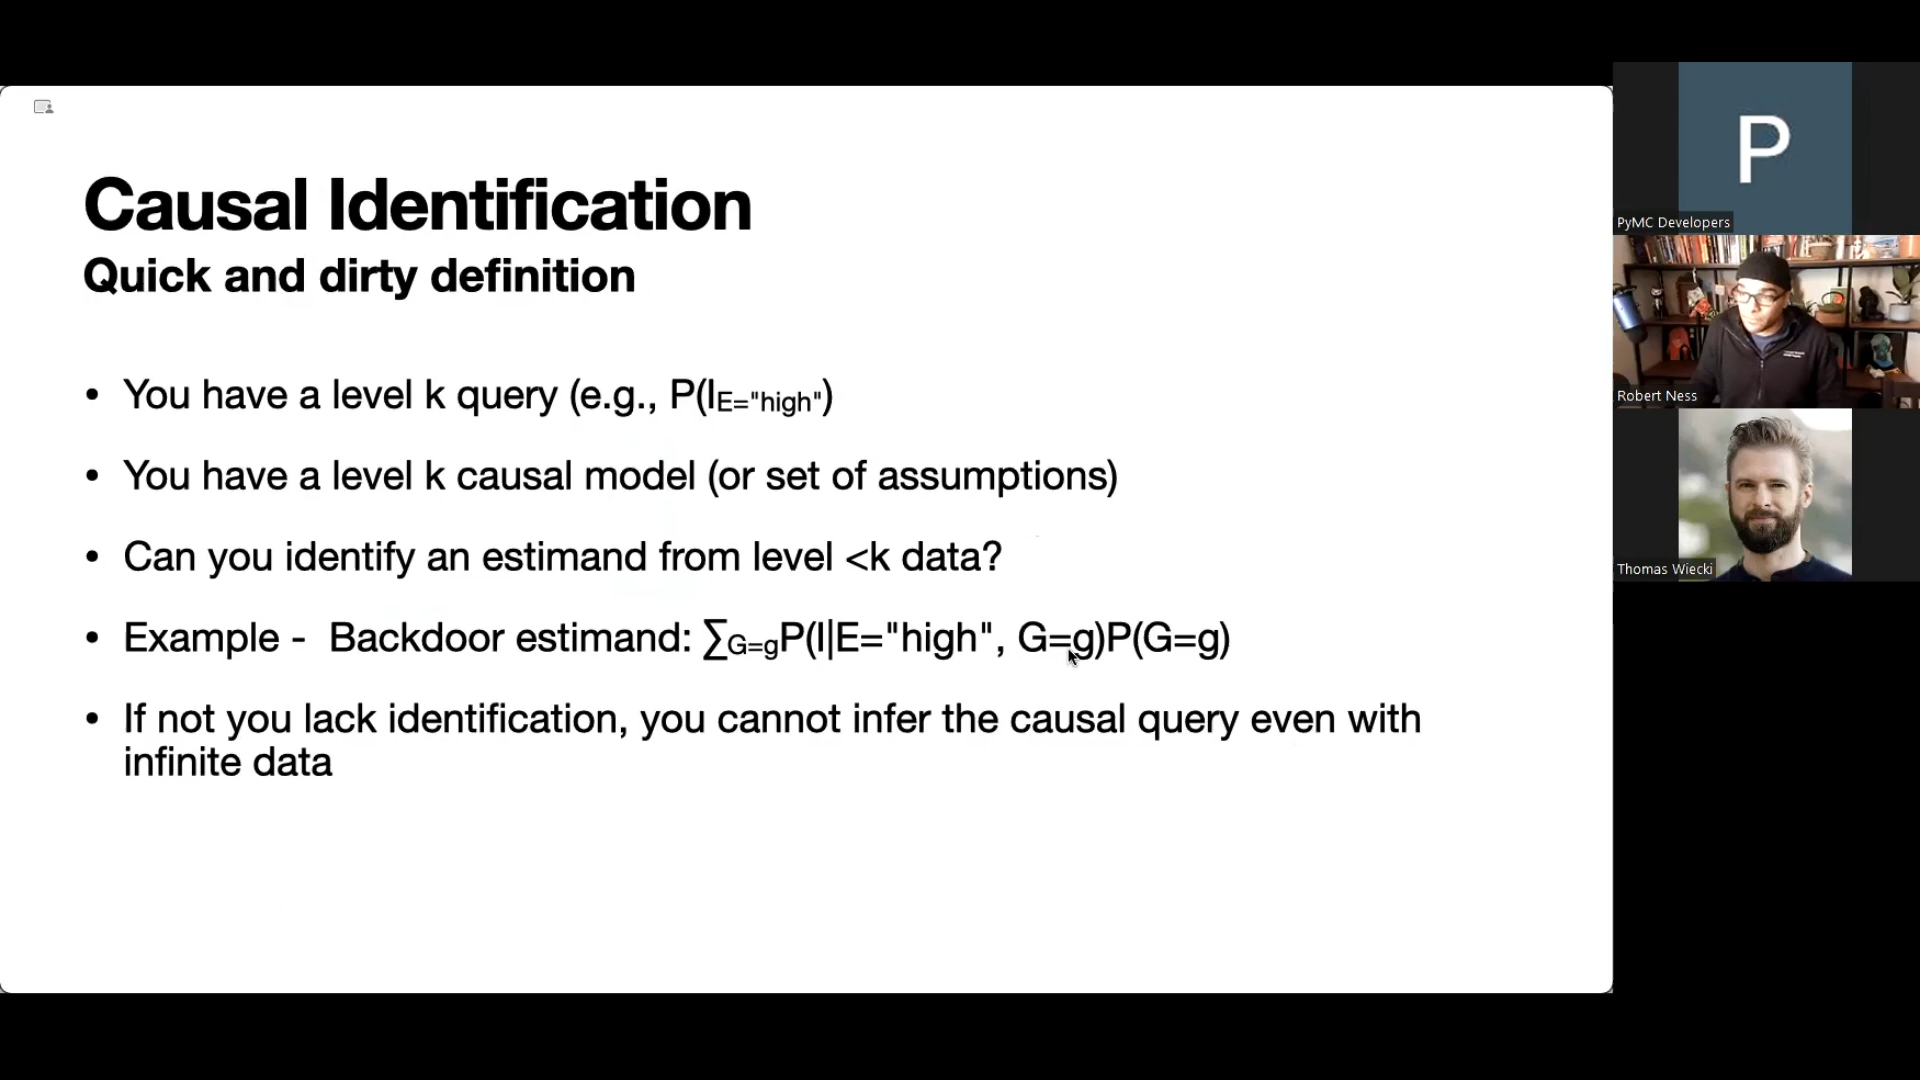 Causal Identification
Quick and dirty definition
• You have a level k query (e.g., P(I_{E="high"})
• You have a level k causal model (or set of assumptions)
• Can you identify an estimand from level <k data?
• Example -  Backdoor estimand: ∑_{G=g}P(I|E="high", G=g)P(G=g)
• If not you lack identification, you cannot infer the causal query even with
infinite data
P
PyMC Developers
Robert Ness
Thomas Wiecki